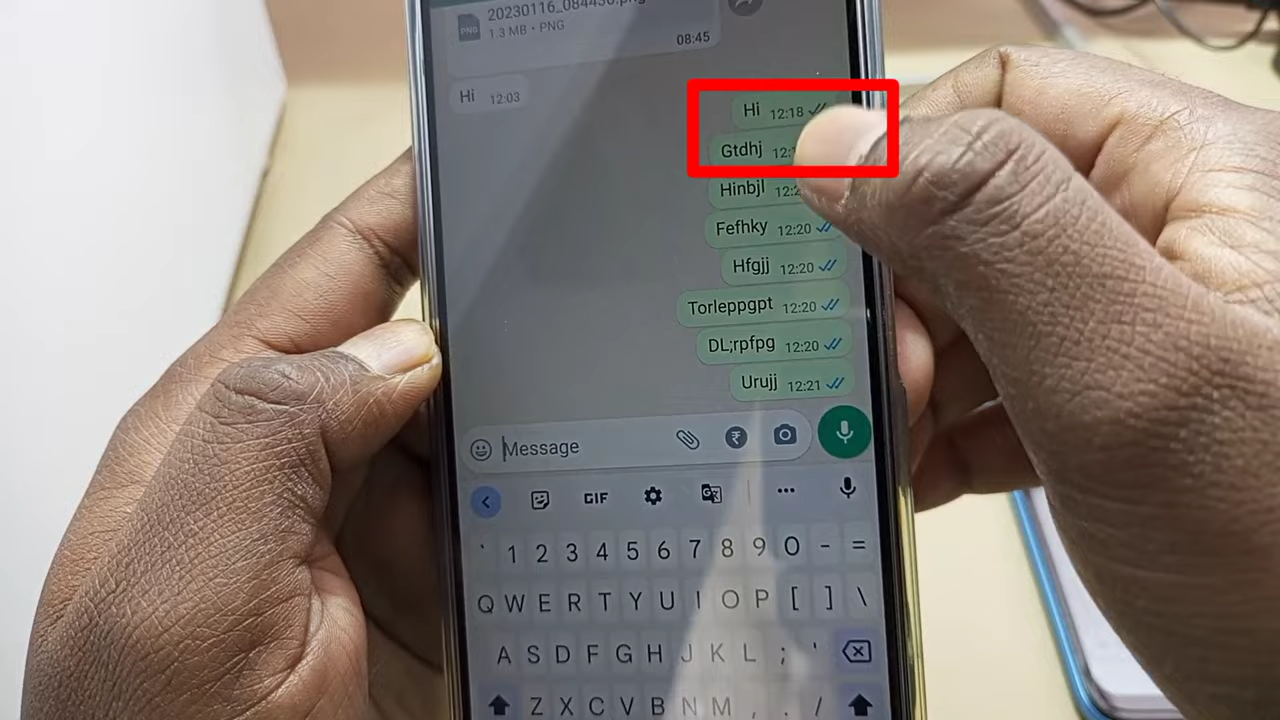 20230116_084430.png
PNG
1.3 MB • PNG
08:45
Hi 12:03
Hi 12:18
Gtdhj
Hinbjl
Fefhky 12:20
Hfgjj 12:20
Torleppgpt 12:20
DL;rpfpg 12:20
Urujj 12:21
Message ₹
GIF G
` 1 2 3 4 5 6 7 8 9 0 - =
Q W E R T Y U I O P [ ] \
A S D F G H J K L ; '
Z X C V B N M , . /